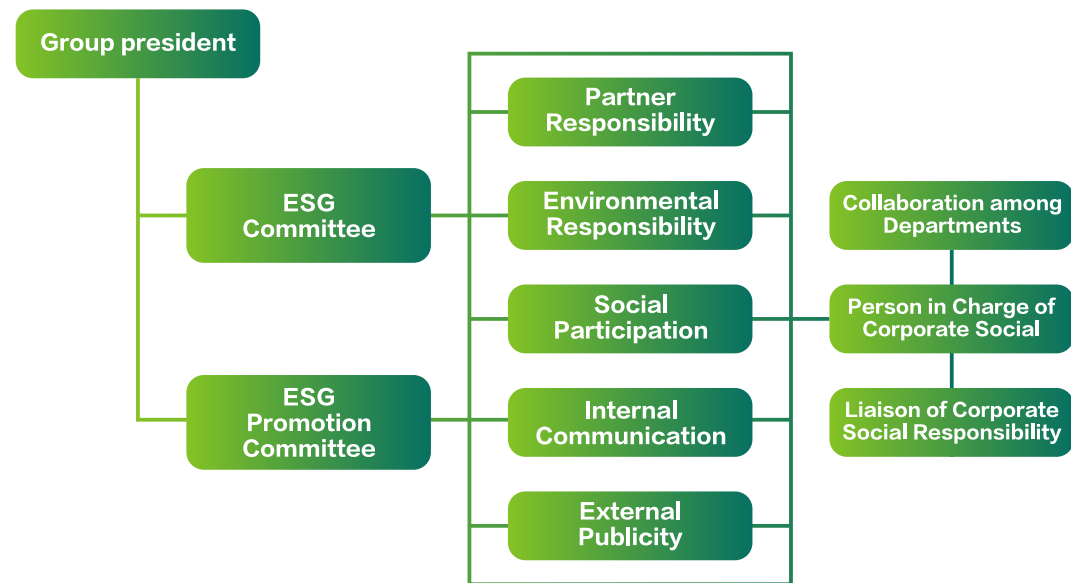 Group president
ESG
Committee
ESG
Promotion
Committee
Partner
Responsibility
Environmental
Responsibility
Social
Participation
Internal
Communication
External
Publicity
Collaboration among
Departments
Person in Charge of
Corporate Social
Liaison of Corporate
Social Responsibility